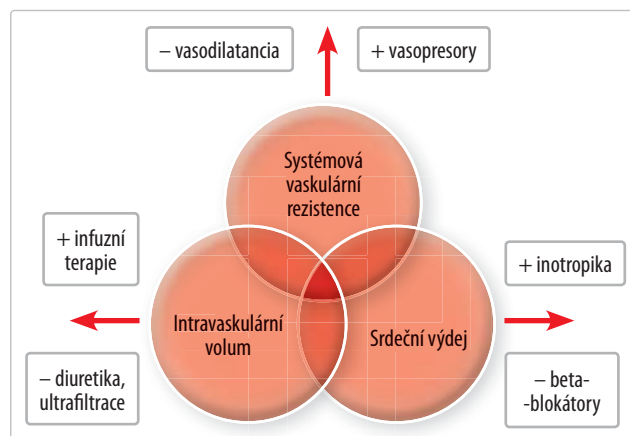 – vasodilatancia
+ vasopresory
Systémová
vaskulární
rezistence
+ infuzní
terapie
+ inotropika
Intravaskulární
volum
Srdeční výdej
– diuretika,
ultrafiltrace
– beta-
-blokátory